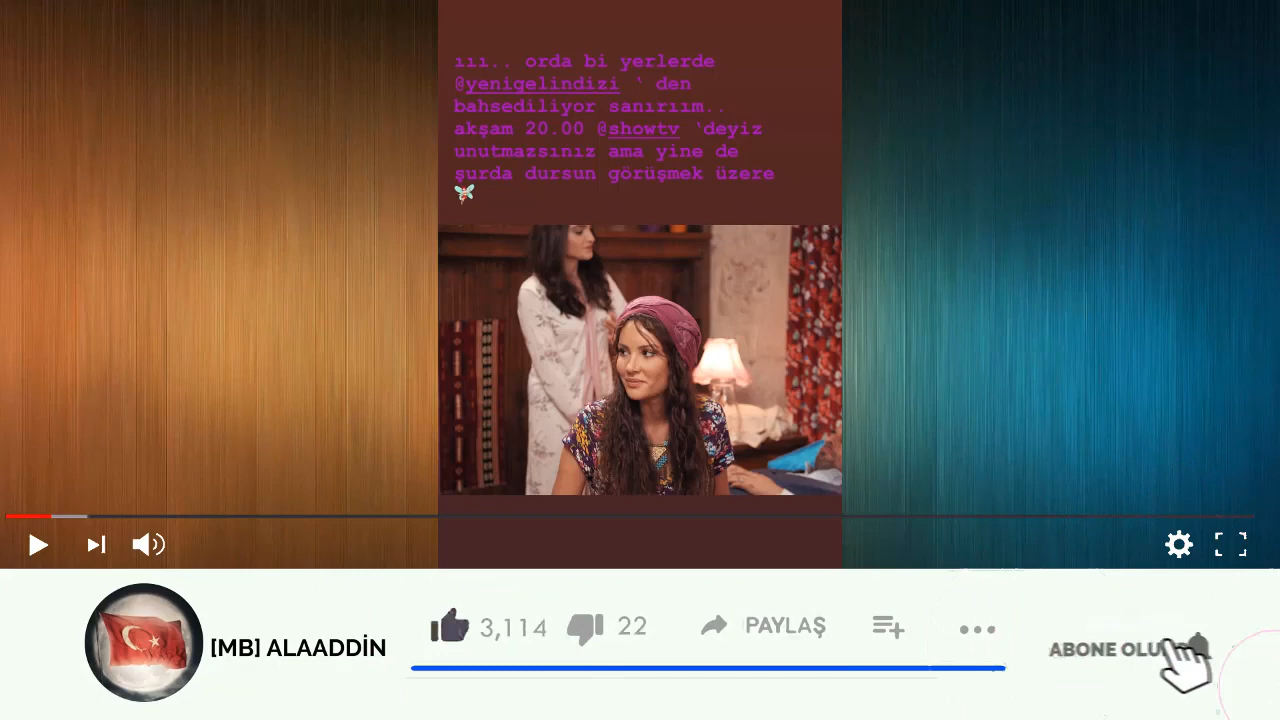 ııı.. orda bi yerlerde
@yenigelindizi ‛ den
bahsediliyor sanırıım..
akşam 20.00 @showtv ‛deyiz
unutmazsınız ama yine de
şurda dursun görüşmek üzere
[MB] ALAADDİN
3,114
22
PAYLAŞ
ABONE OLU